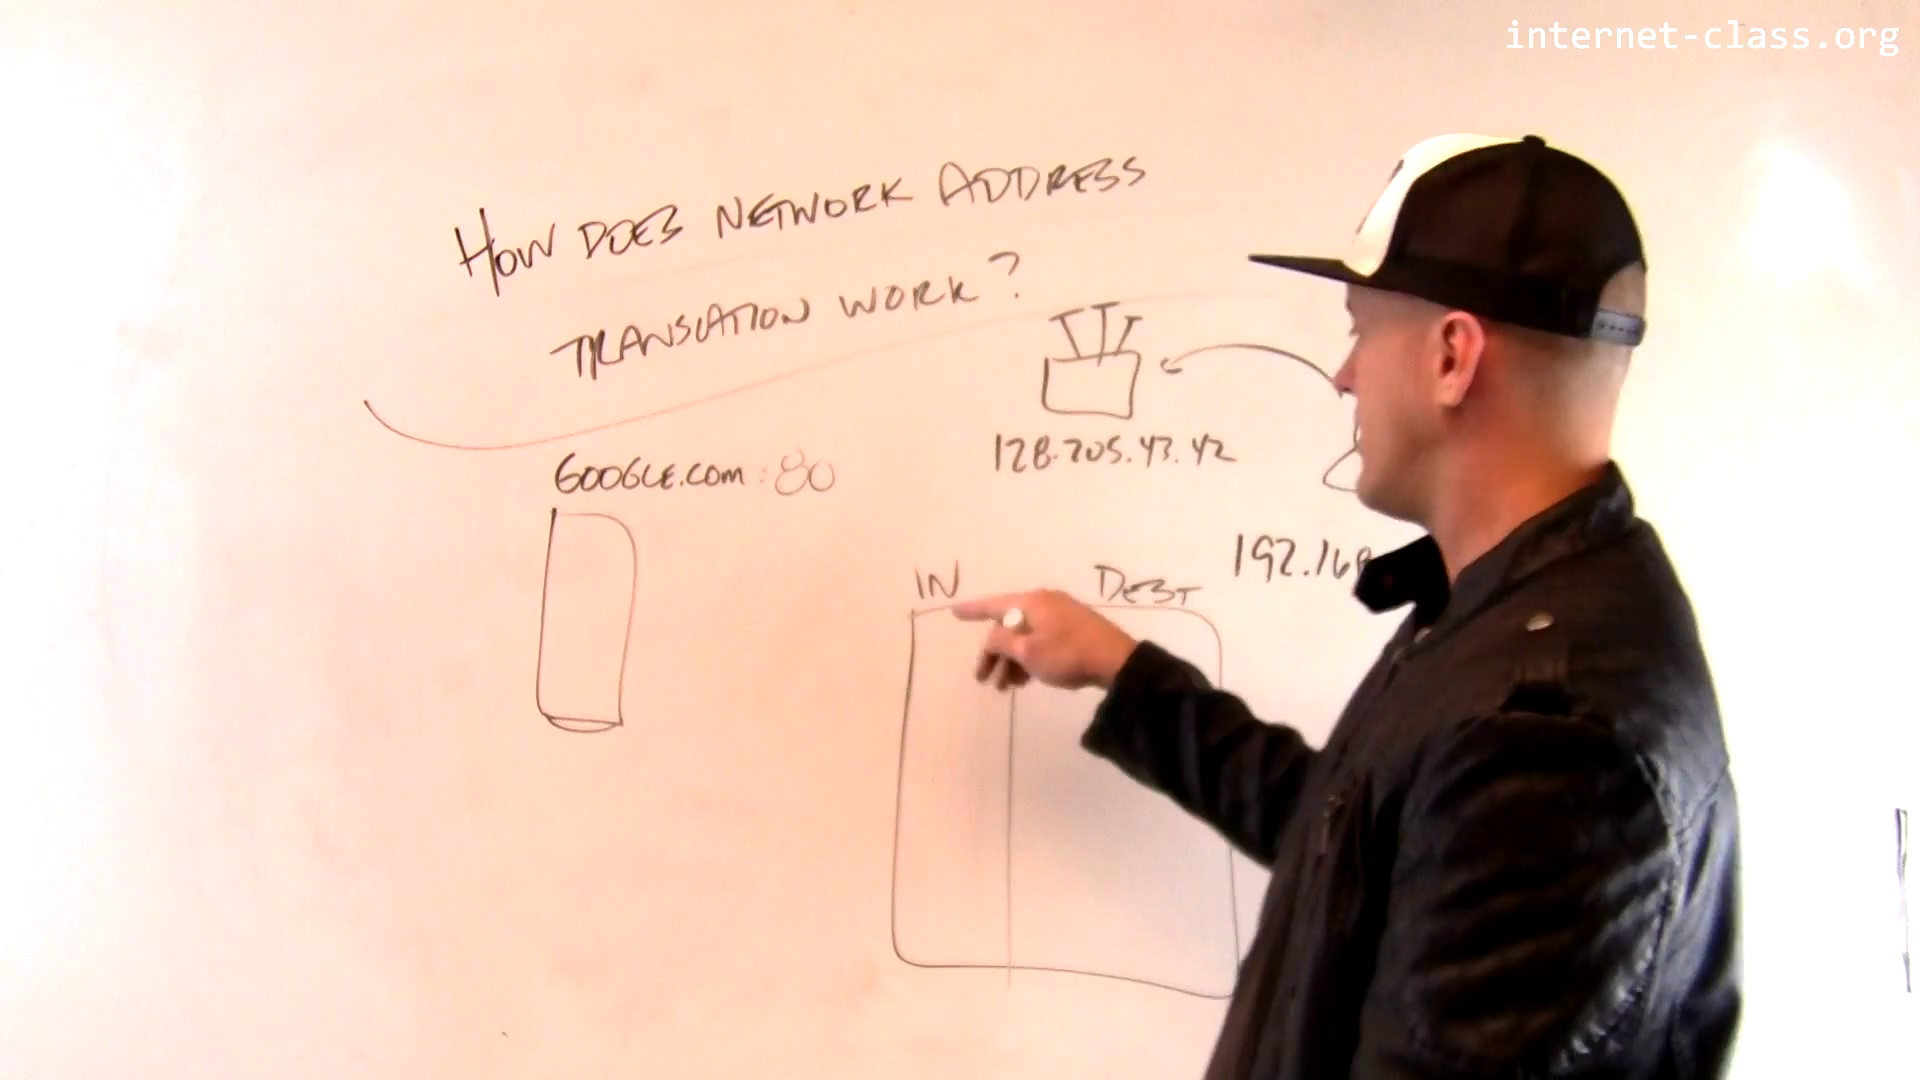 internet-class.org
HOW DOES NETWORK ADDRESS
TRANSLATION WORK?
GOOGLE.COM:80
128.205.43.42
192.168
IN DEST